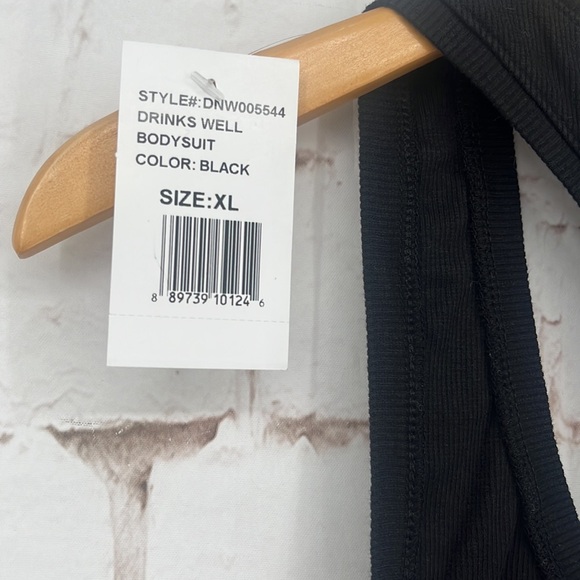 STYLE#:DNW005544
DRINKS WELL
BODYSUIT
COLOR: BLACK
SIZE:XL
8 89739 10124 6